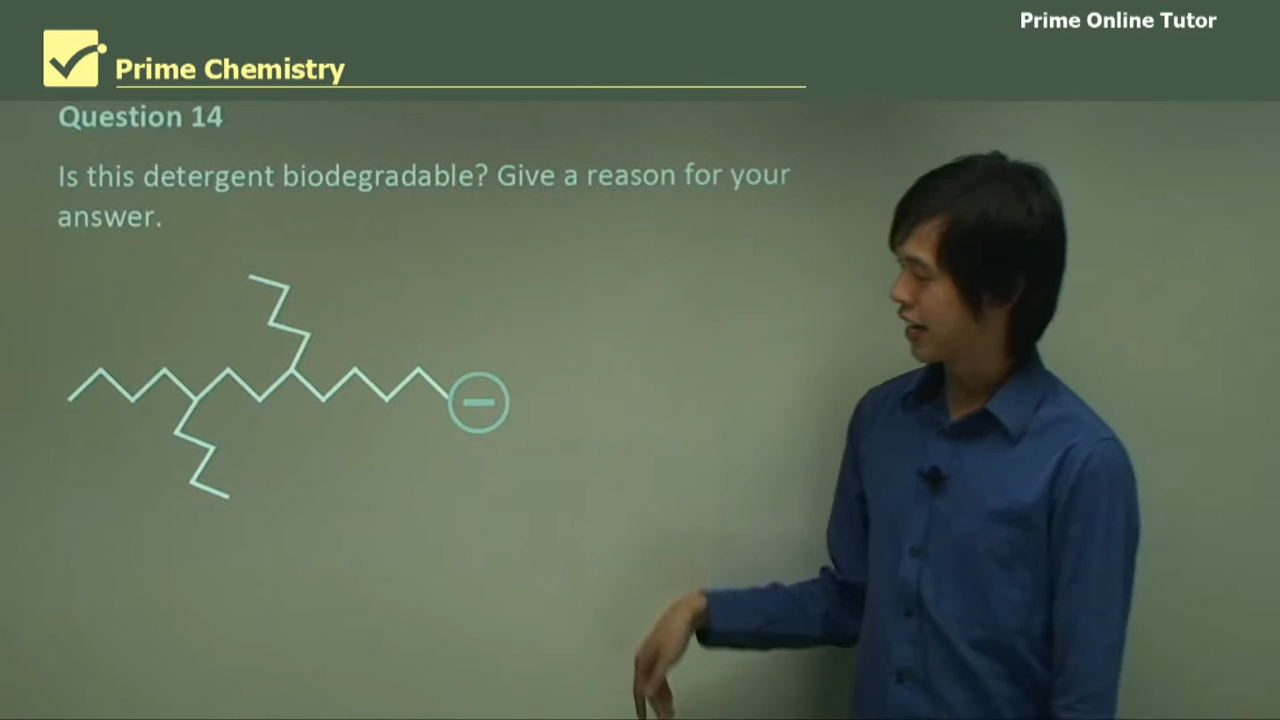 Prime Online Tutor
Prime Chemistry
Question 14
Is this detergent biodegradable? Give a reason for your
answer.